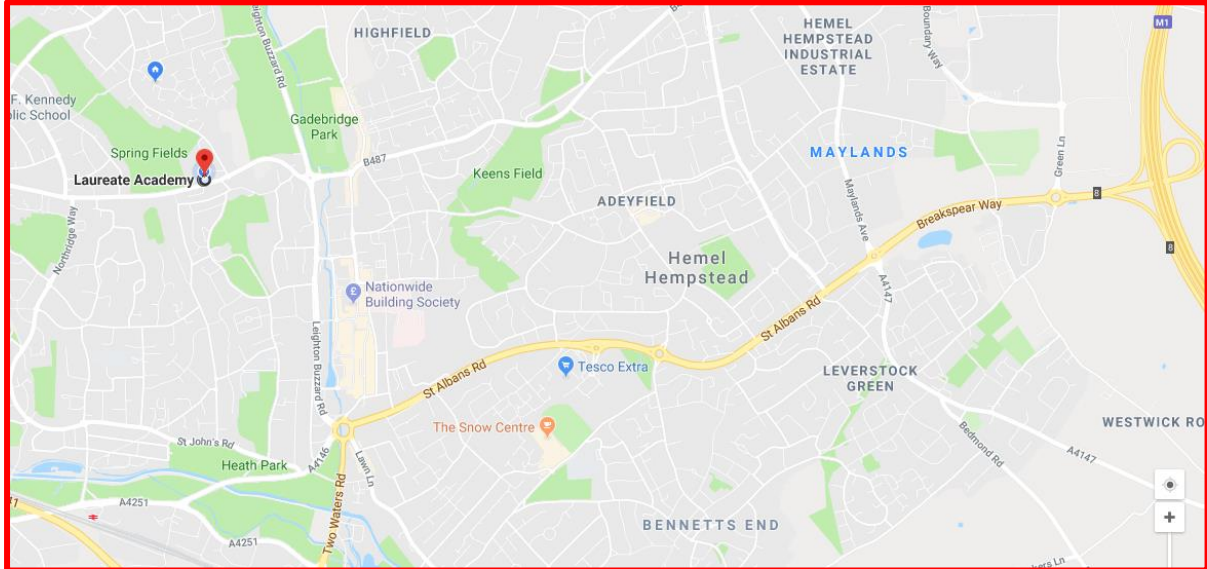 HIGHFIELD
HEMEL
HEMPSTEAD
INDUSTRIAL
ESTATE
Boundary Way
M1
Leighton Buzzard Rd
F. Kennedy
lic School
Gadebridge
Park
Spring Fields
B487
Laureate Academy
Keens Field
MAYLANDS
Green Ln
8
ADEYFIELD
Maylands Ave
Breakspear Way
Northridge Way
8
Hemel
Hempstead
Nationwide
Building Society
A4147
St Albans Rd
Leighton Buzzard Rd
St Albans Rd
Tesco Extra
LEVERSTOCK
GREEN
The Snow Centre
WESTWICK RO
St John's Rd
Bedmond Rd
A4147
Heath Park
A4146
Lawn Ln
A4251
Two Waters Rd
BENNETTS END
A4251